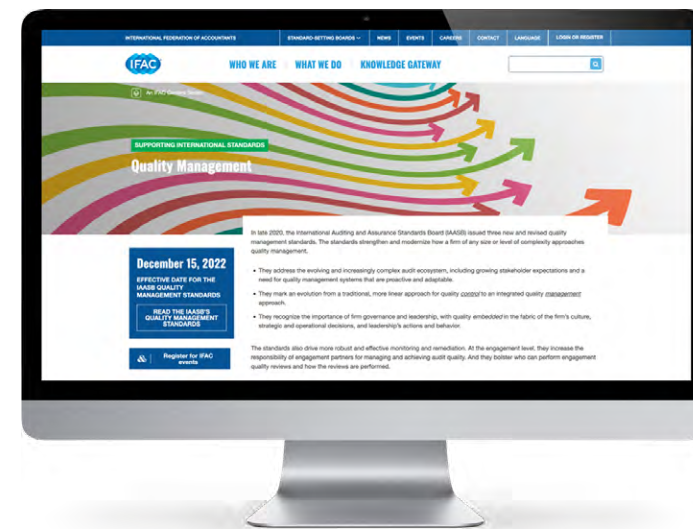 INTERNATIONAL FEDERATION OF ACCOUNTANTS
STANDARD-SETTING BOARDS NEWS EVENTS CAREERS CONTACT LANGUAGE LOGIN OR REGISTER
IFAC WHO WE ARE WHAT WE DO KNOWLEDGE GATEWAY
SUPPORTING INTERNATIONAL STANDARDS
Quality Management
In late 2020, the International Auditing and Assurance Standards Board (IAASB) issued three new and revised quality
management standards. The standards strengthen and modernize how a firm of any size or level of complexity approaches
quality management.
• They address the evolving and increasingly complex audit ecosystem, including growing stakeholder expectations and a
need for quality management systems that are proactive and adaptable.
• They mark an evolution from a traditional, more linear approach for quality control to an integrated quality management
approach.
• They recognize the importance of firm governance and leadership, with quality embedded in the fabric of the firm's culture,
strategic and operational decisions, and leadership's actions and behavior.
The standards also drive more robust and effective monitoring and remediation. At the engagement level, they increase the
responsibility of engagement partners for managing and achieving audit quality. And they bolster who can perform engagement
quality reviews and how the reviews are performed.
December 15, 2022
EFFECTIVE DATE FOR THE
IAASB QUALITY
MANAGEMENT STANDARDS
READ THE IAASB'S
QUALITY MANAGEMENT
STANDARDS
& Register for IFAC
events